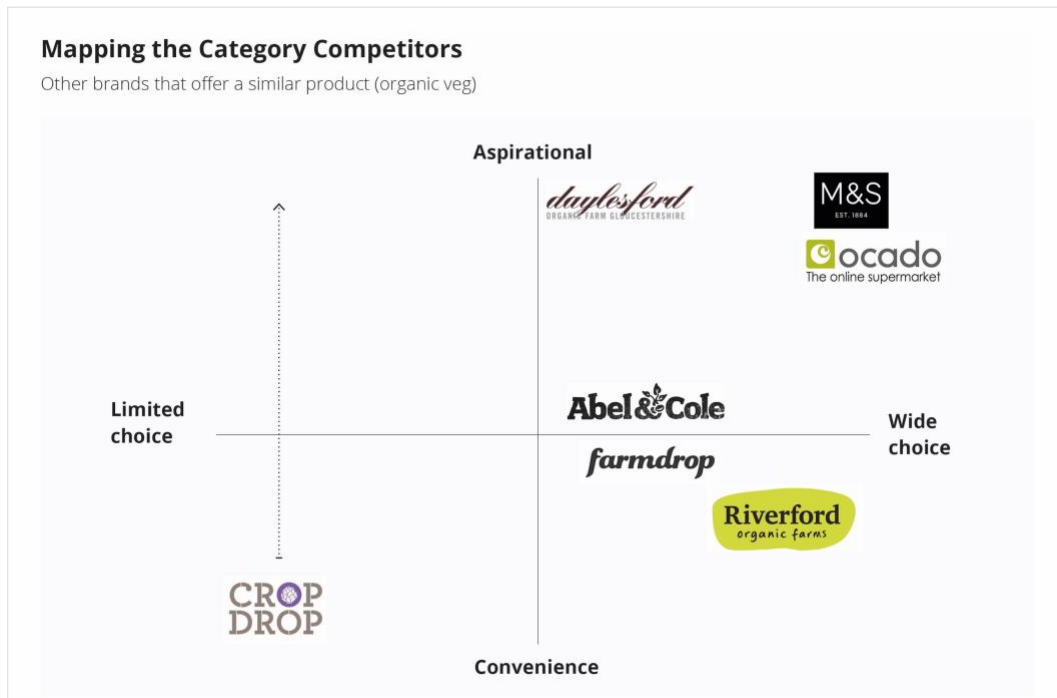 Mapping the Category Competitors
Other brands that offer a similar product (organic veg)
Aspirational
daylesford
ORGANIC FARM GLOUCESTERSHIRE
M&S
EST. 1884
ocado
The online supermarket
Limited
choice
Abel&Cole
Wide
choice
farmdrop
Riverford
organic farms
CROP
DROP
Convenience